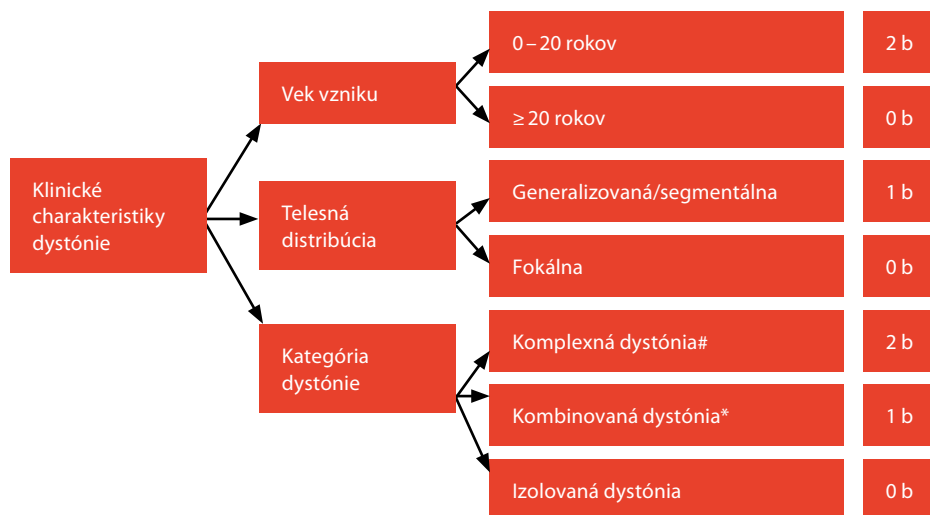 Klinické
charakteristiky
dystónie
Vek vzniku
0 – 20 rokov
2 b
≥ 20 rokov
0 b
Telesná
distribúcia
Generalizovaná/segmentálna
1 b
Fokálna
0 b
Kategória
dystónie
Komplexná dystónia#
2 b
Kombinovaná dystónia*
1 b
Izolovaná dystónia
0 b